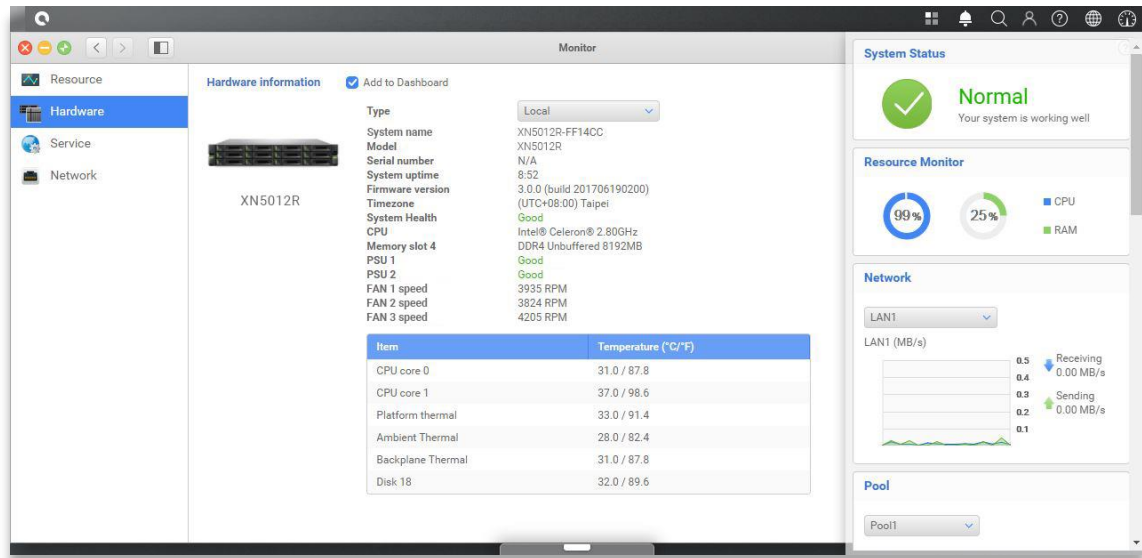 Monitor
Resource
Hardware
Service
Network
Hardware information
Add to Dashboard
XN5012R
Type Local
System name XN5012R-FF14CC
Model XN5012R
Serial number N/A
System uptime 8:52
Firmware version 3.0.0 (build 201706190200)
Timezone (UTC+08:00) Taipei
System Health Good
CPU Intel® Celeron® 2.80GHz
Memory slot 4 DDR4 Unbuffered 8192MB
PSU 1 Good
PSU 2 Good
FAN 1 speed 3935 RPM
FAN 2 speed 3824 RPM
FAN 3 speed 4205 RPM
Item Temperature (°C/°F)
CPU core 0 31.0 / 87.8
CPU core 1 37.0 / 98.6
Platform thermal 33.0 / 91.4
Ambient Thermal 28.0 / 82.4
Backplane Thermal 31.0 / 87.8
Disk 18 32.0 / 89.6
System Status
Normal
Your system is working well
Resource Monitor
99%
25%
CPU
RAM
Network
LAN1
LAN1 (MB/s)
0.5
0.4
0.3
0.2
0.1
Receiving
0.00 MB/s
Sending
0.00 MB/s
Pool
Pool1